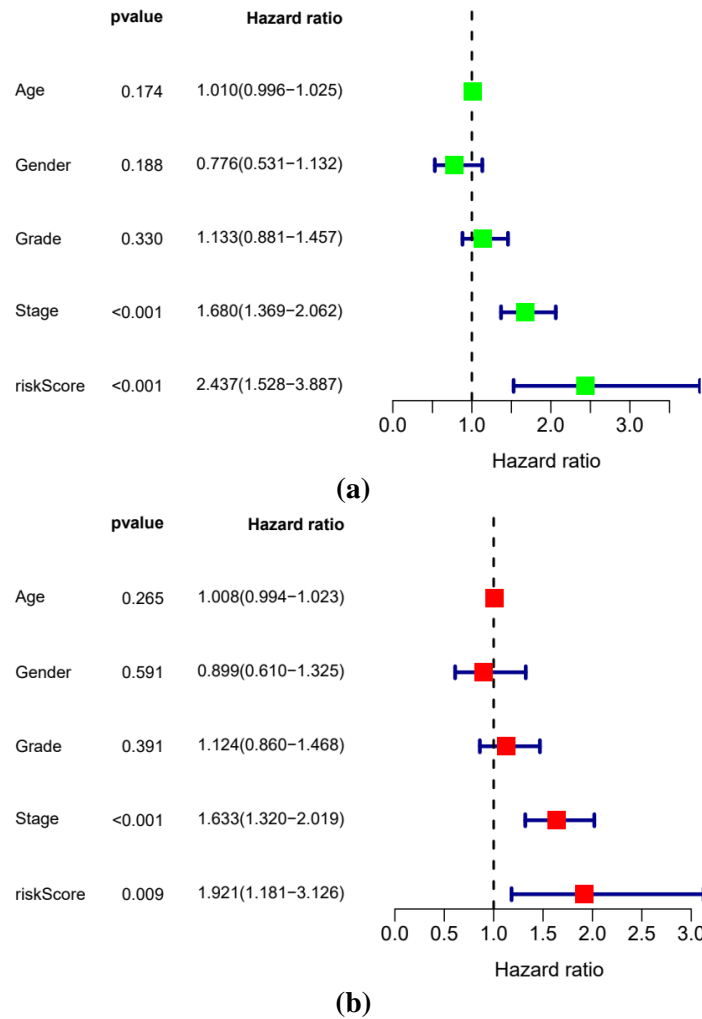 pvalue Hazard ratio
Age 0.174 1.010(0.996−1.025)
Gender 0.188 0.776(0.531−1.132)
Grade 0.330 1.133(0.881−1.457)
Stage <0.001 1.680(1.369−2.062)
riskScore <0.001 2.437(1.528−3.887)
0.0 1.0 2.0 3.0
Hazard ratio
(a)
pvalue Hazard ratio
Age 0.265 1.008(0.994−1.023)
Gender 0.591 0.899(0.610−1.325)
Grade 0.391 1.124(0.860−1.468)
Stage <0.001 1.633(1.320−2.019)
riskScore 0.009 1.921(1.181−3.126)
0.0 0.5 1.0 1.5 2.0 2.5 3.0
Hazard ratio
(b)